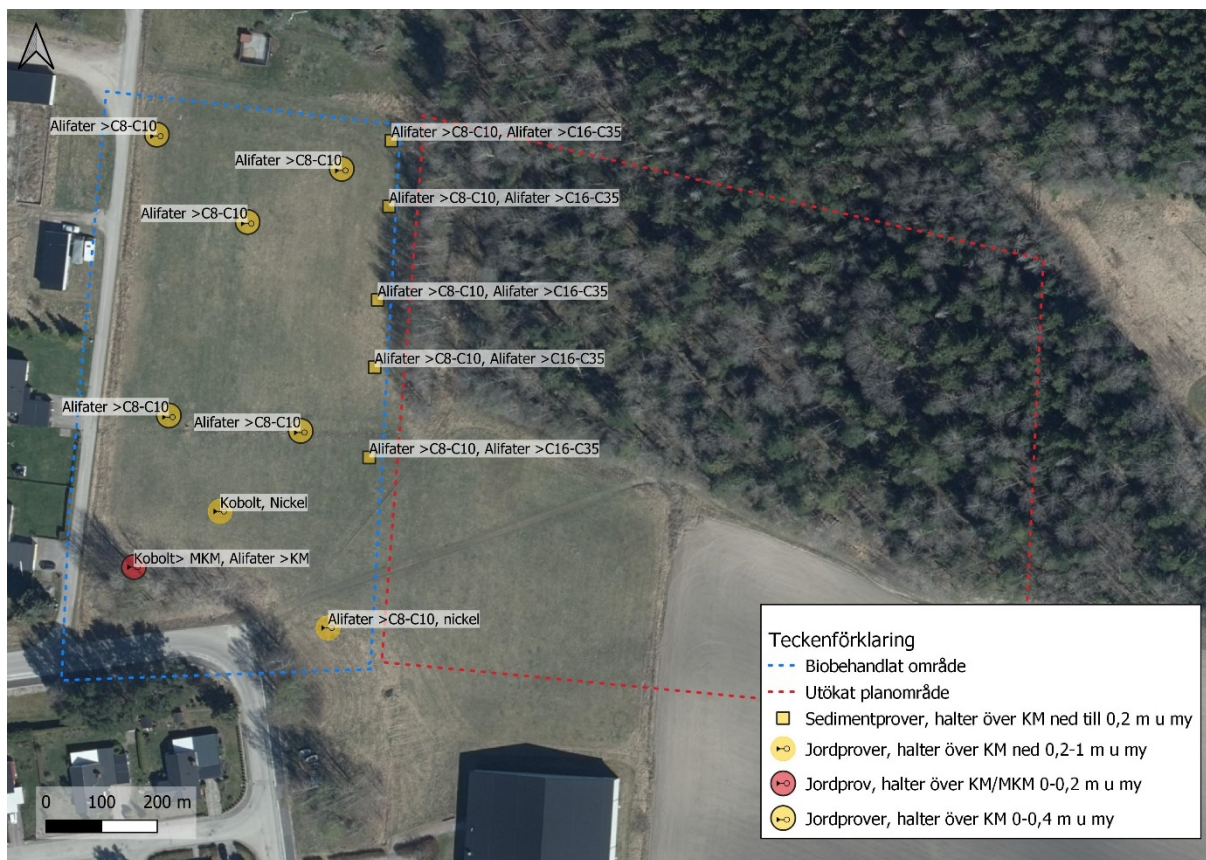 Alifater >C8-C10
Alifater >C8-C10, Alifater >C16-C35
Alifater >C8-C10
Alifater >C8-C10, Alifater >C16-C35
Alifater >C8-C10
Alifater >C8-C10, Alifater >C16-C35
Alifater >C8-C10, Alifater >C16-C35
Alifater >C8-C10
Alifater >C8-C10
Alifater >C8-C10, Alifater >C16-C35
Kobolt, Nickel
Kobolt> MKM, Alifater >KM
Alifater >C8-C10, nickel
Teckenförklaring
Biobehandlat område
Utökat planområde
Sedimentprover, halter över KM ned till 0,2 m u my
Jordprover, halter över KM ned 0,2-1 m u my
Jordprov, halter över KM/MKM 0-0,2 m u my
Jordprover, halter över KM 0-0,4 m u my
0 100 200 m